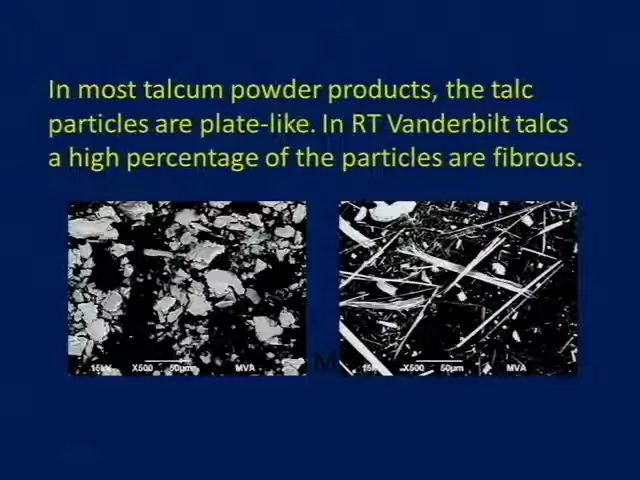 In most talcum powder products, the talc
particles are plate-like. In RT Vanderbilt talcs
a high percentage of the particles are fibrous.
15kV X500 50µm MVA
X500 50µm MVA
M